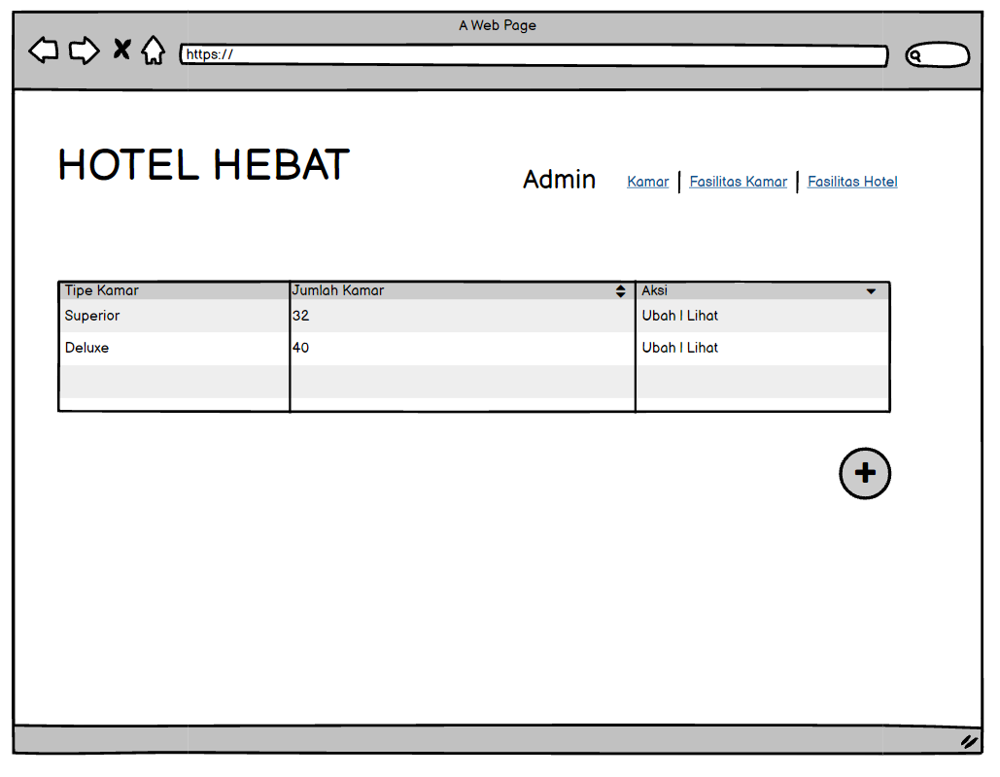 A Web Page
https://
HOTEL HEBAT
Admin Kamar | Fasilitas Kamar | Fasilitas Hotel
Tipe Kamar Jumlah Kamar Aksi
Superior 32 Ubah | Lihat
Deluxe 40 Ubah | Lihat